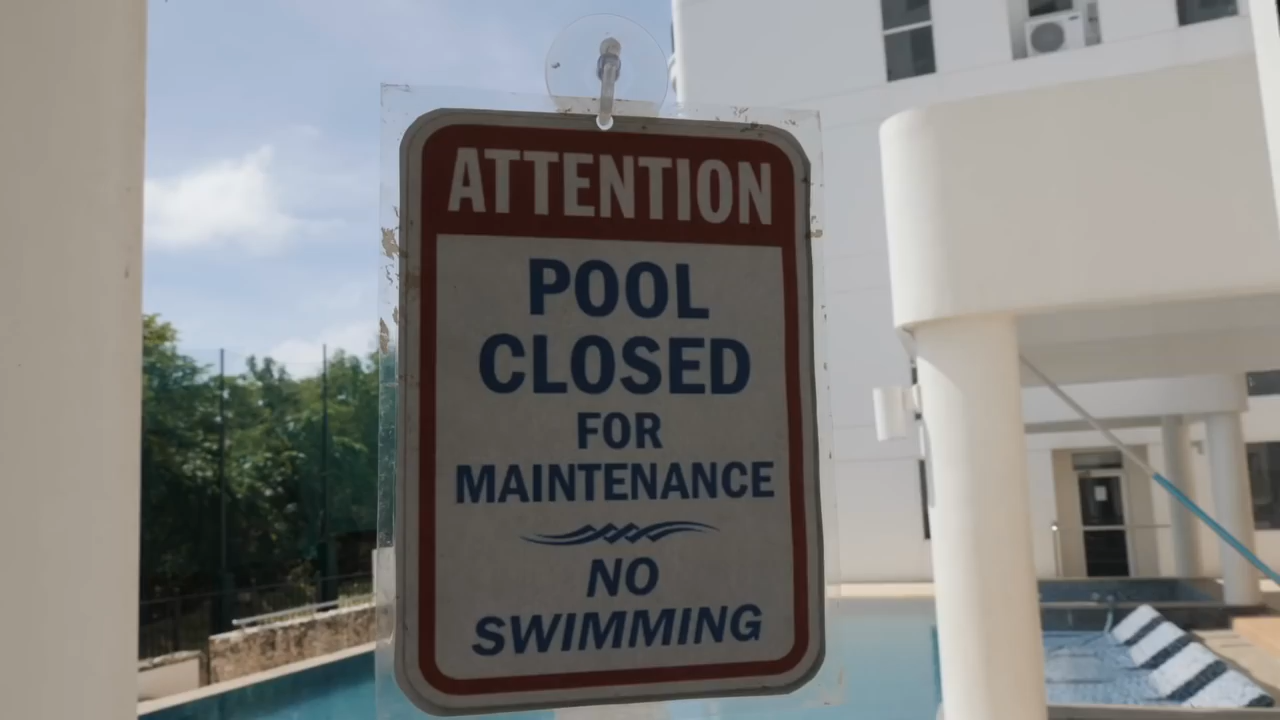 ATTENTION
POOL
CLOSED
FOR
MAINTENANCE
NO
SWIMMING